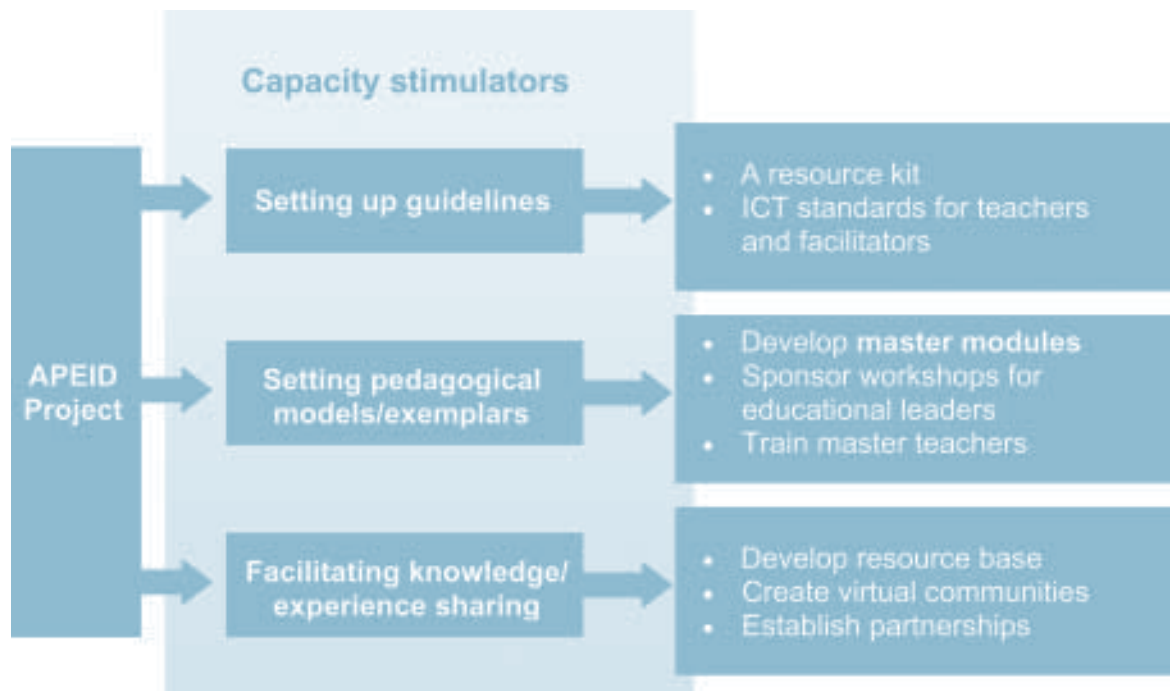 Capacity stimulators
APEID
Project
Setting up guidelines
• A resource kit
• ICT standards for teachers
and facilitators
Setting pedagogical
models/exemplars
• Develop master modules
• Sponsor workshops for
educational leaders
• Train master teachers
Facilitating knowledge/
experience sharing
• Develop resource base
• Create virtual communities
• Establish partnerships